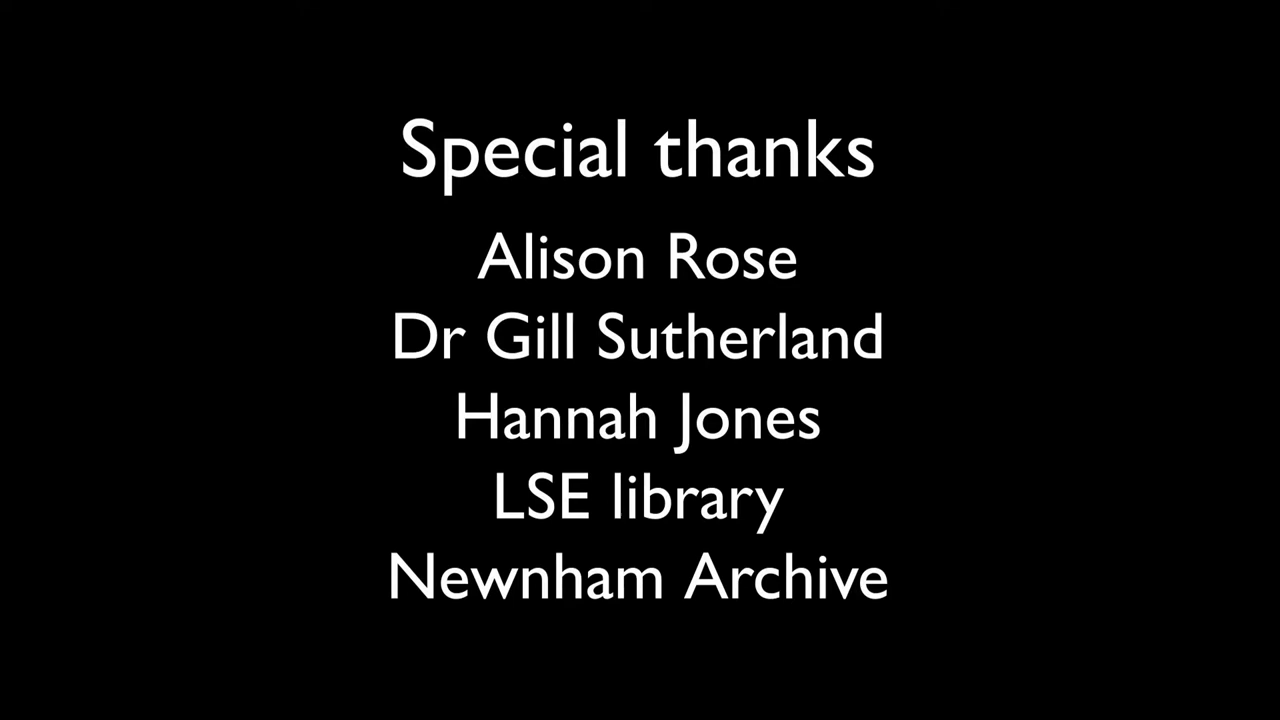 Special thanks
Alison Rose
Dr Gill Sutherland
Hannah Jones
LSE library
Newnham Archive